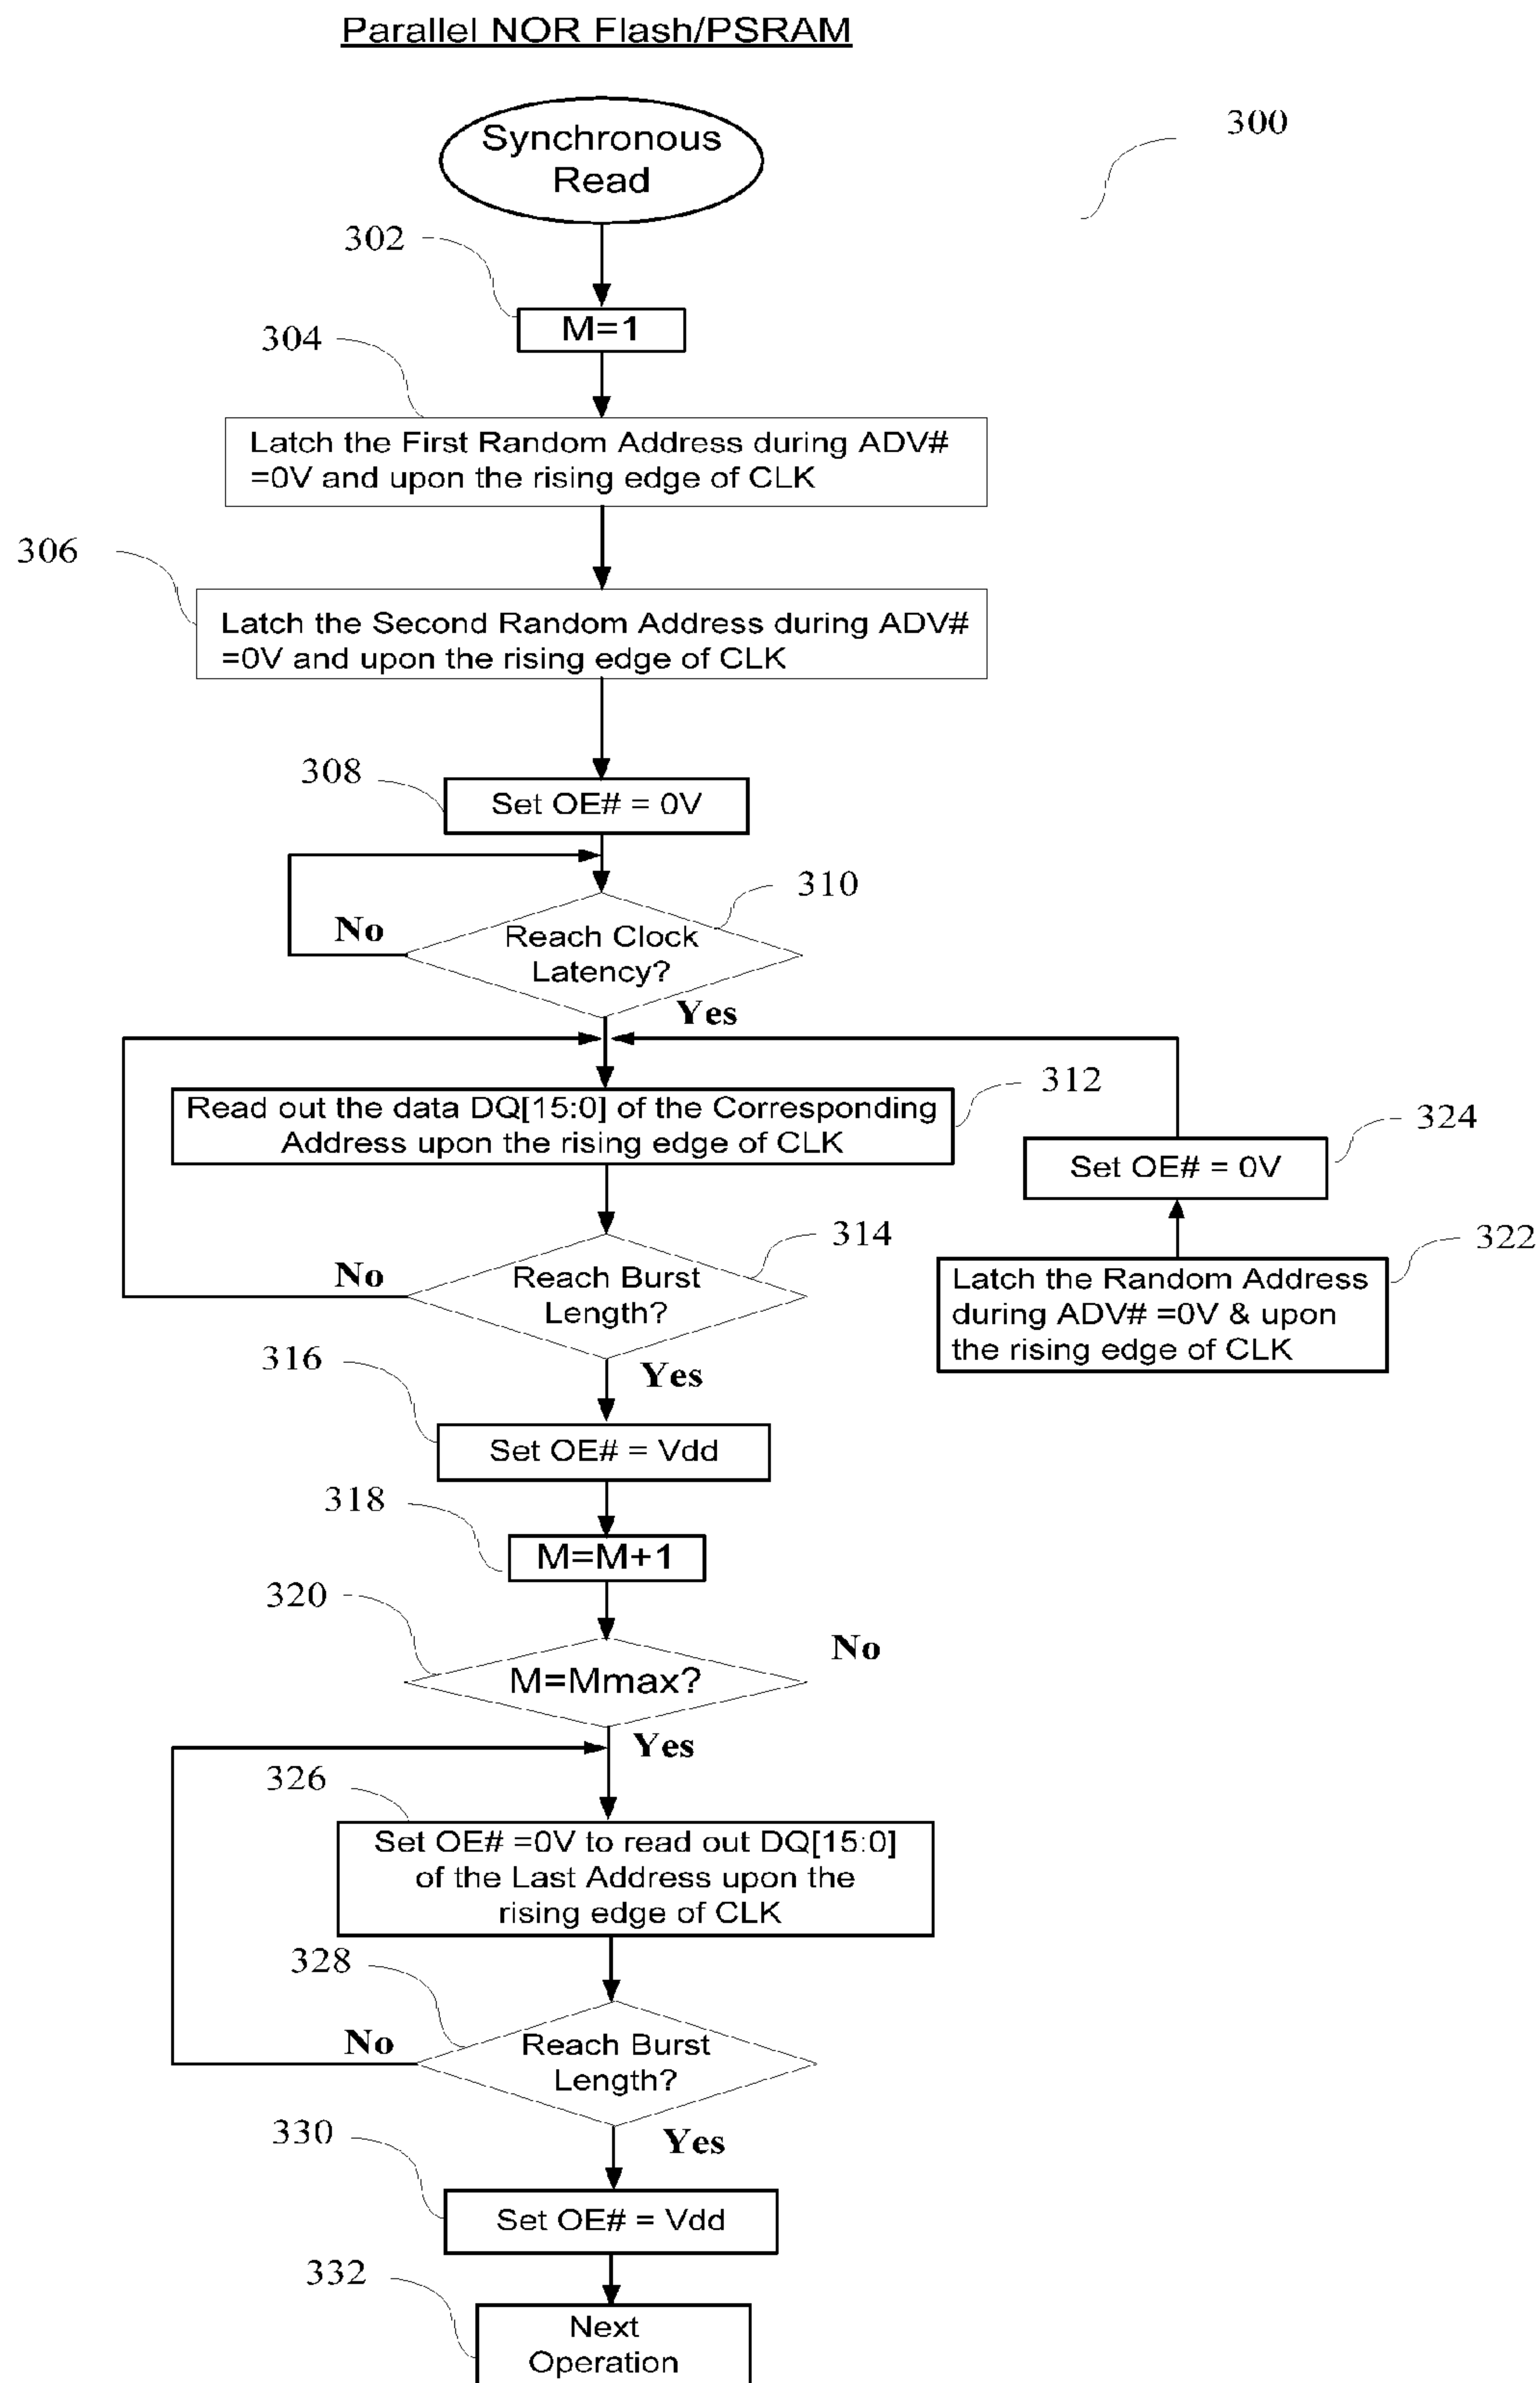 Parallel NOR Flash/PSRAM
300
Synchronous
Read
302
M=1
304
Latch the First Random Address during ADV#
=0V and upon the rising edge of CLK
306
Latch the Second Random Address during ADV#
=0V and upon the rising edge of CLK
308
Set OE# = 0V
310
No
Reach Clock
Latency?
Yes
312
Read out the data DQ[15:0] of the Corresponding
Address upon the rising edge of CLK
324
Set OE# = 0V
314
322
No
Reach Burst
Length?
Latch the Random Address
during ADV# =0V & upon
the rising edge of CLK
316
Yes
Set OE# = Vdd
318
M=M+1
320
No
M=Mmax?
Yes
326
Set OE# =0V to read out DQ[15:0]
of the Last Address upon the
rising edge of CLK
328
No
Reach Burst
Length?
330
Yes
Set OE# = Vdd
332
Next
Operation